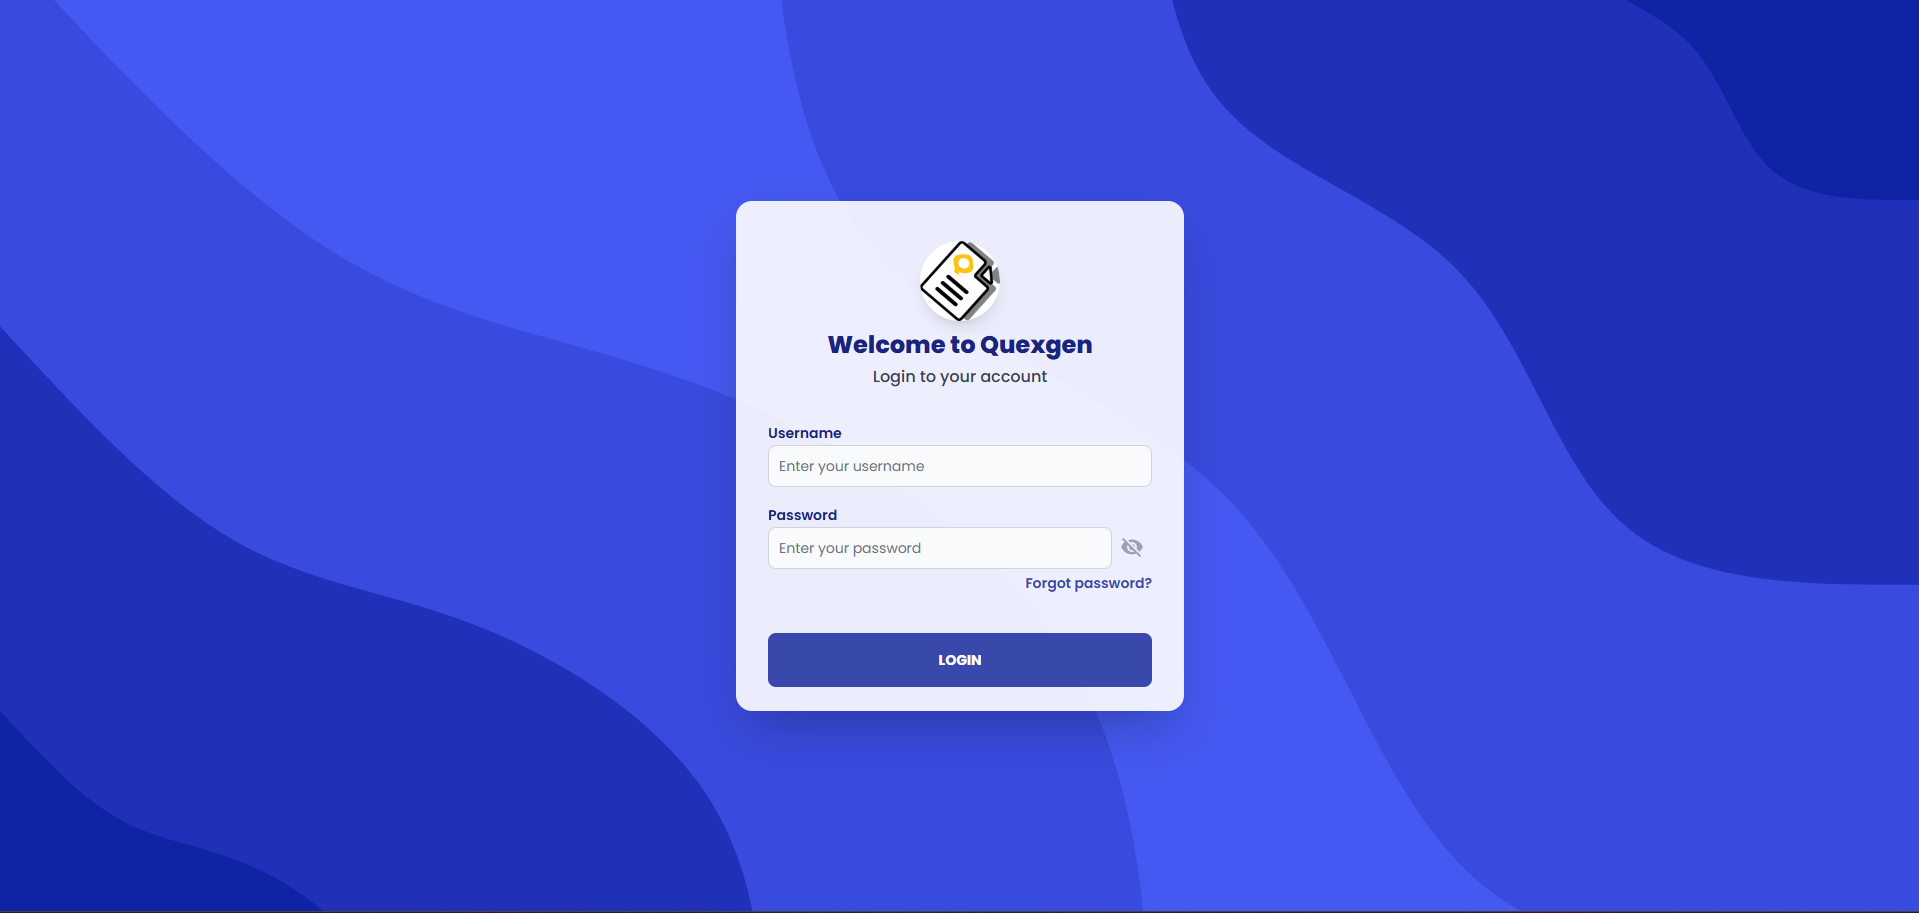 Welcome to Quexgen
Login to your account
Username
Enter your username
Password
Enter your password
Forgot password?
LOGIN